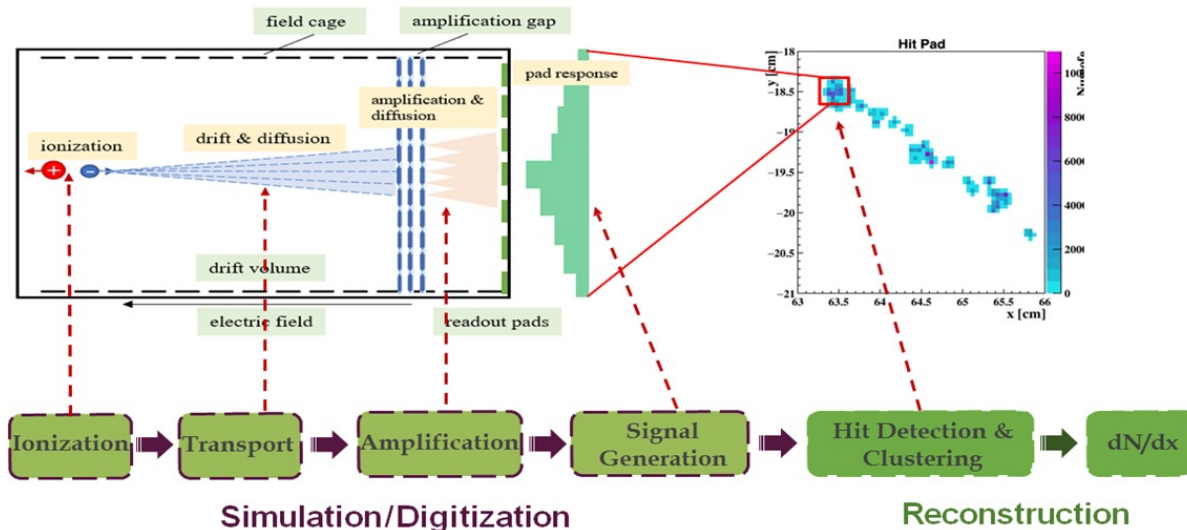 field cage
amplification gap
pad response
amplification &
diffusion
drift & diffusion
ionization
+
−
drift volume
electric field
readout pads
Hit Pad
y [cm]
−18
−18.5
−19
−19.5
−20
−20.5
−21
63
63.5
64
64.5
65
65.5
66
x [cm]
8000
6000
4000
2000
0
Ionization
Transport
Amplification
Signal
Generation
Hit Detection &
Clustering
dN/dx
Simulation/Digitization
Reconstruction